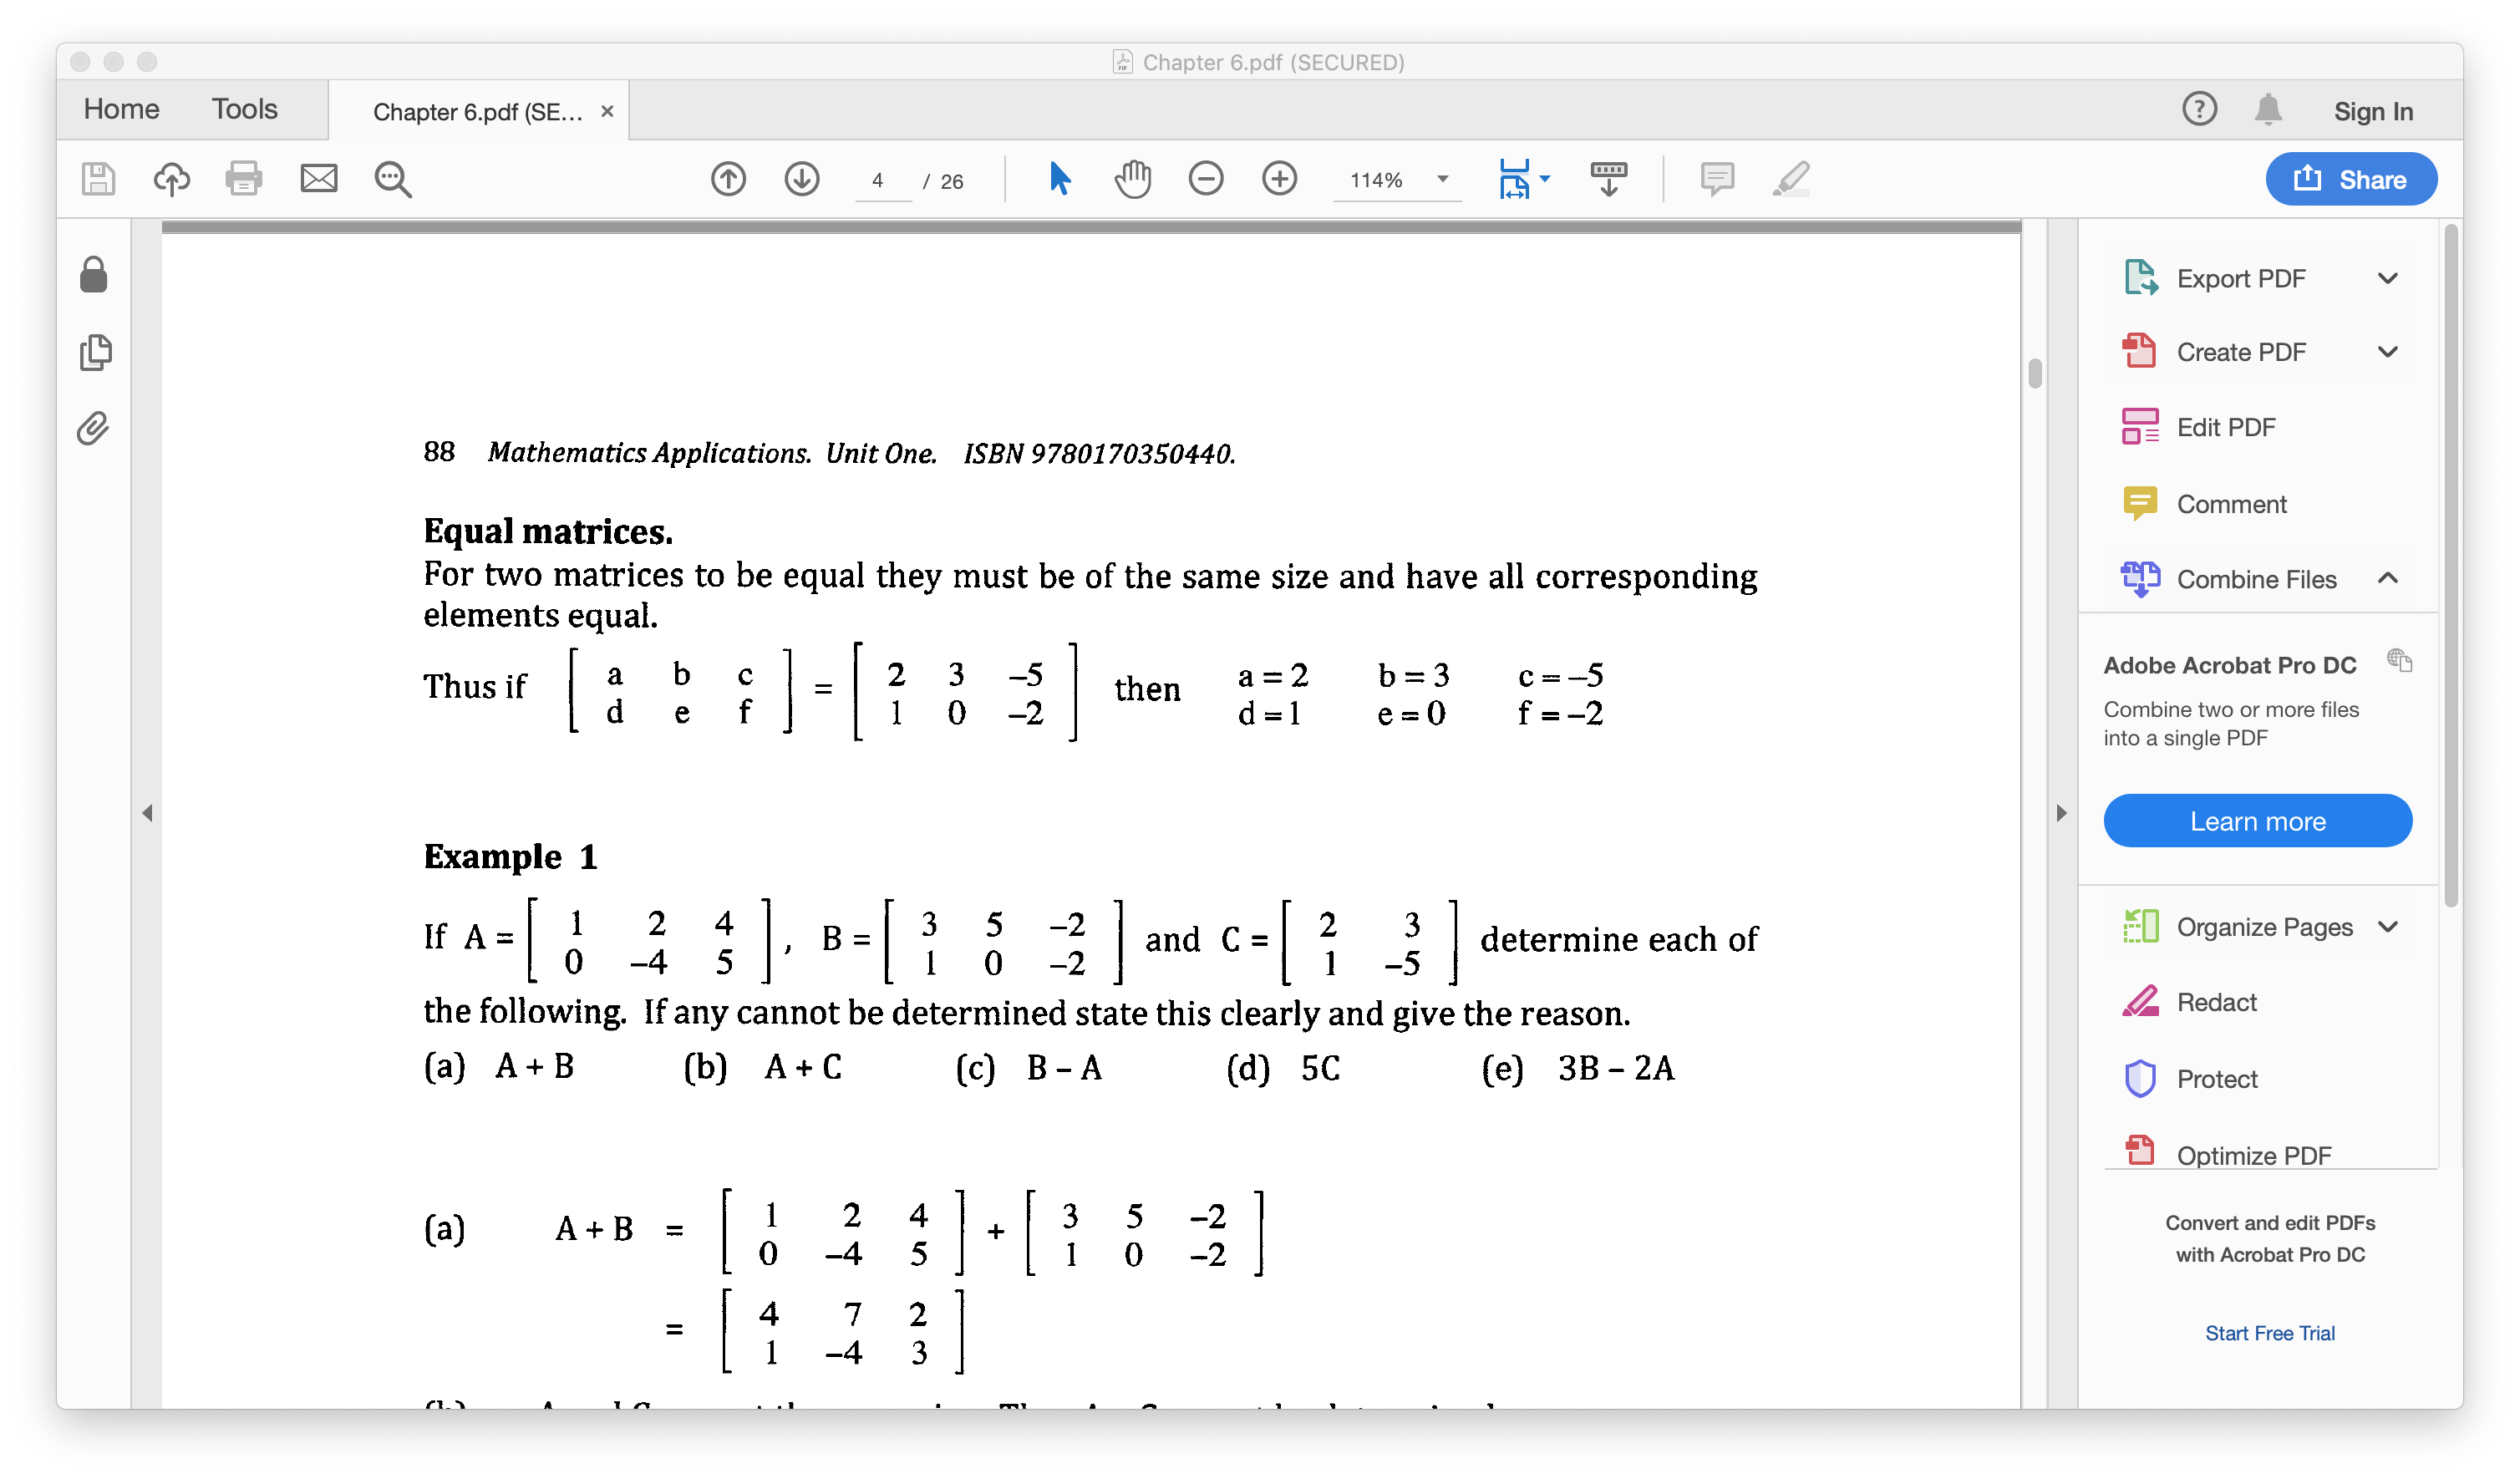 Chapter 6.pdf (SECURED)
Home Tools Chapter 6.pdf (SE... × ? Sign In
4 / 26 114% Share
88 Mathematics Applications. Unit One. ISBN 9780170350440.
Equal matrices.
For two matrices to be equal they must be of the same size and have all corresponding
elements equal.
a b c 2 3 –5 a = 2 b = 3 c = –5
Thus if = then
d e f 1 0 –2 d = 1 e = 0 f = –2
Example 1
1 2 4 3 5 –2 2 3
If A = , B = and C = determine each of
0 –4 5 1 0 –2 1 –5
the following. If any cannot be determined state this clearly and give the reason.
(a) A + B (b) A + C (c) B – A (d) 5C (e) 3B – 2A
1 2 4 3 5 –2
(a) A + B = +
0 –4 5 1 0 –2
4 7 2
=
1 –4 3
Export PDF
Create PDF
Edit PDF
Comment
Combine Files
Adobe Acrobat Pro DC
Combine two or more files
into a single PDF
Learn more
Organize Pages
Redact
Protect
Optimize PDF
Convert and edit PDFs
with Acrobat Pro DC
Start Free Trial